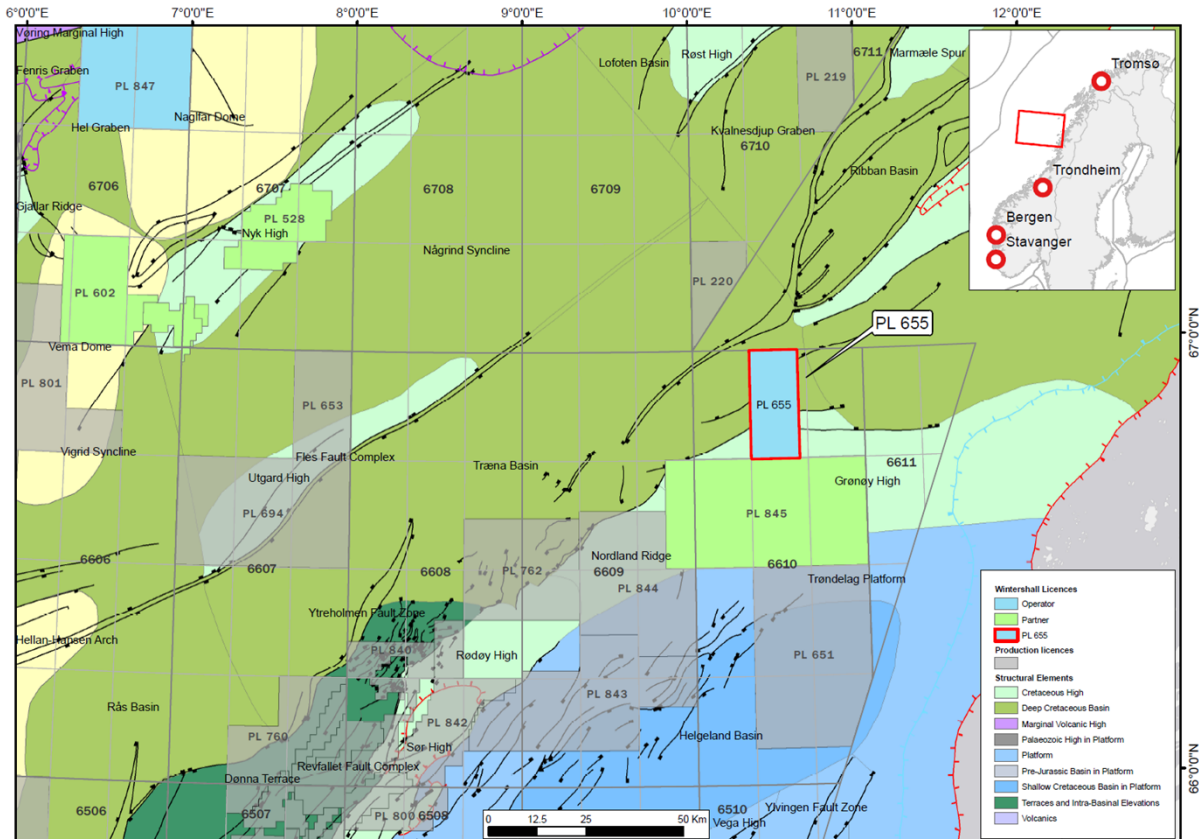 6°0'0"E
7°0'0"E
8°0'0"E
9°0'0"E
10°0'0"E
11°0'0"E
12°0'0"E
Vøring Marginal High
Røst High
6711
Marmæle Spur
Tromsø
Fenris Graben
Lofoten Basin
PL 847
PL 219
Naglfar Dome
Hel Graben
Kvalnesdjup Graben
6710
6706
6707
6708
6709
Ribban Basin
Trondheim
Gjallar Ridge
PL 528
Bergen
Nyk High
Stavanger
Någrind Syncline
PL 602
PL 220
PL 655
67°0'0"N
Vema Dome
PL 801
PL 653
PL 655
Vigrid Syncline
Fles Fault Complex
Træna Basin
6611
Utgard High
Grønøy High
PL 694
PL 845
Nordland Ridge
6606
6607
6608
PL 762
6609
6610
Trøndelag Platform
PL 844
Ytreholmen Fault Zone
Hellan-Hansen Arch
PL 840
Rødøy High
PL 651
PL 843
Rås Basin
PL 842
PL 760
Helgeland Basin
Sør High
Revfallet Fault Complex
66°0'0"N
Dønna Terrace
6506
6507
PL 800
6508
6510
Ylvingen Fault Zone
Vega High
0 12.5 25 50 Km
Wintershall Licences
Operator
Partner
PL 655
Production licences
Structural Elements
Cretaceous High
Deep Cretaceous Basin
Marginal Volcanic High
Palaeozoic High in Platform
Platform
Pre-Jurassic Basin in Platform
Shallow Cretaceous Basin in Platform
Terraces and Intra-Basinal Elevations
Volcanics